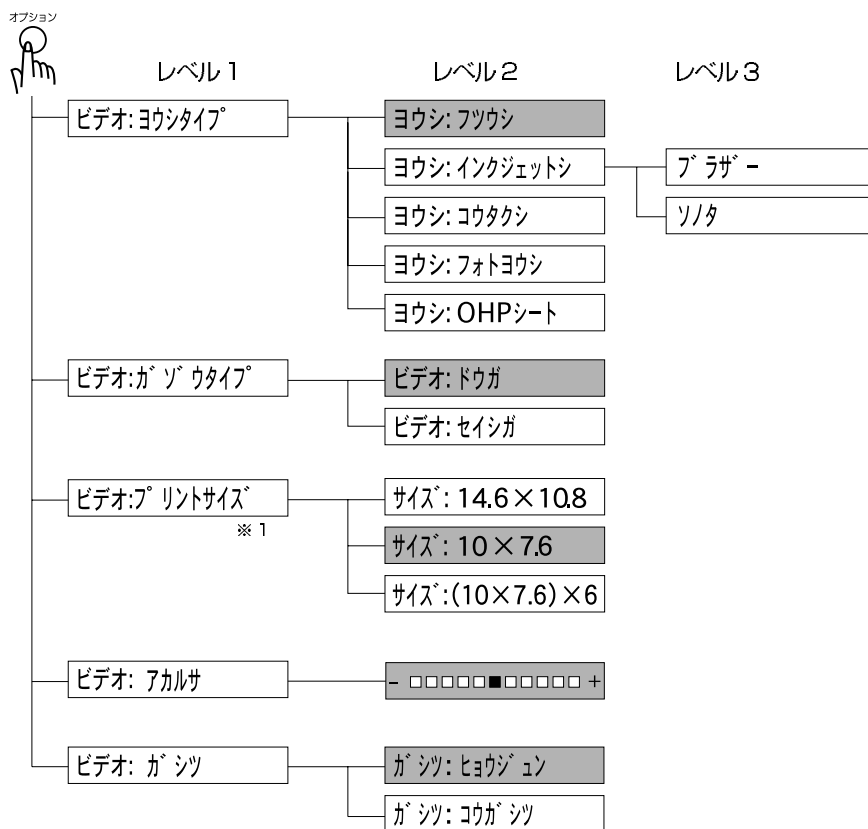 オプション
レベル 1
レベル 2
レベル 3
ビデオ: ヨウシタイプ
ヨウシ: フツウシ
ヨウシ: インクジェットシ
ブラザー
ヨウシ: コウタクシ
ソノタ
ヨウシ: フォトヨウシ
ヨウシ: OHPシート
ビデオ:ガゾウタイプ
ビデオ: ドウガ
ビデオ: セイシガ
ビデオ:プリントサイズ
※1
サイズ: 14.6×10.8
サイズ: 10×7.6
サイズ:(10×7.6)×6
ビデオ: アカルサ
- □□□□□■□□□□□ +
ビデオ: ガシツ
ガシツ: ヒョウジュン
ガシツ: コウガシツ